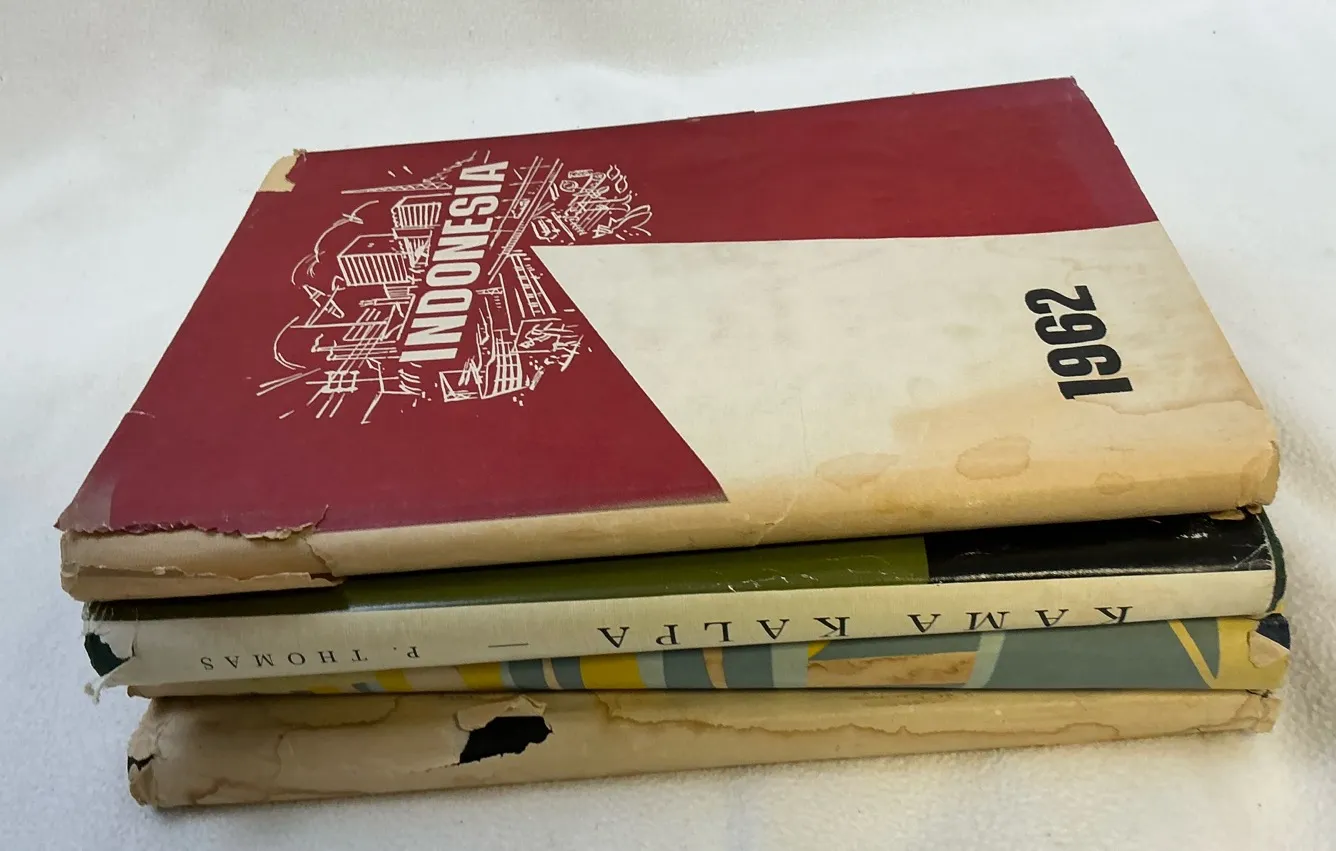 INDONESIA
1962
KAMA KALPA — P. THOMAS